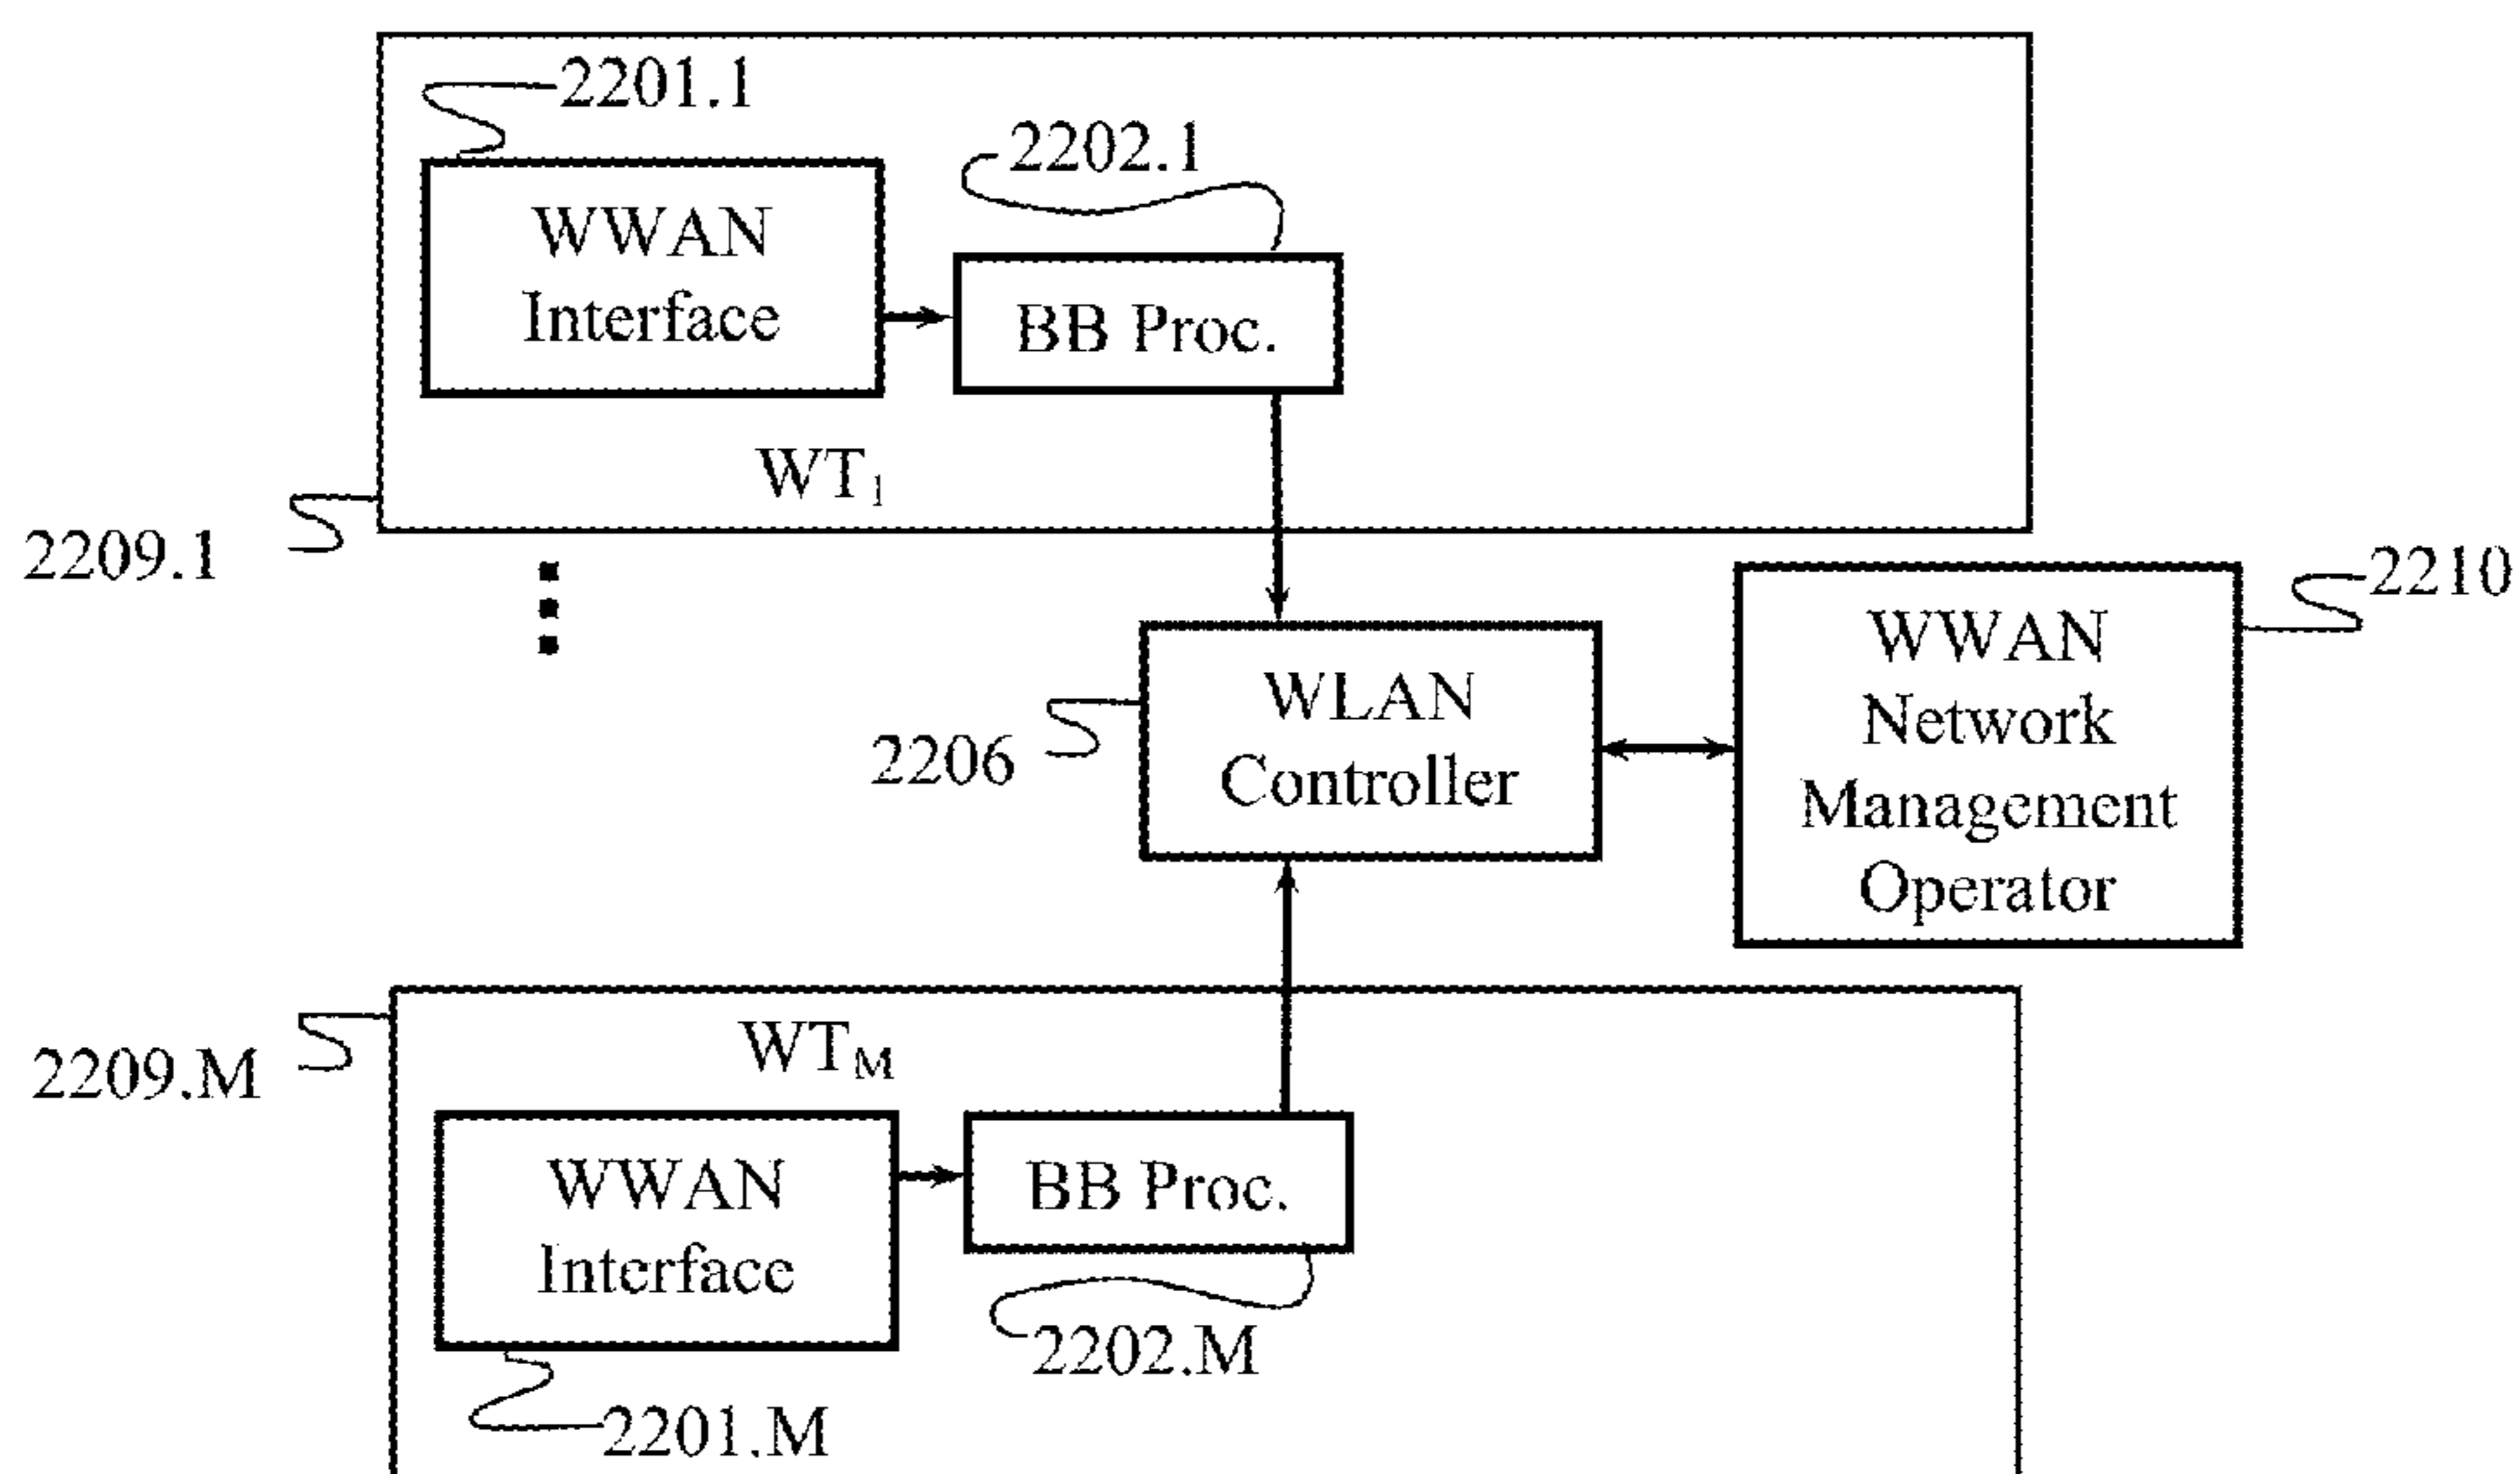 2201.1
2202.1
WWAN
Interface
BB Proc.
WT1
2209.1
2210
WWAN
Network
Management
Operator
WLAN
Controller
2206
2209.M
WTM
WWAN
Interface
BB Proc.
2202.M
2201.M